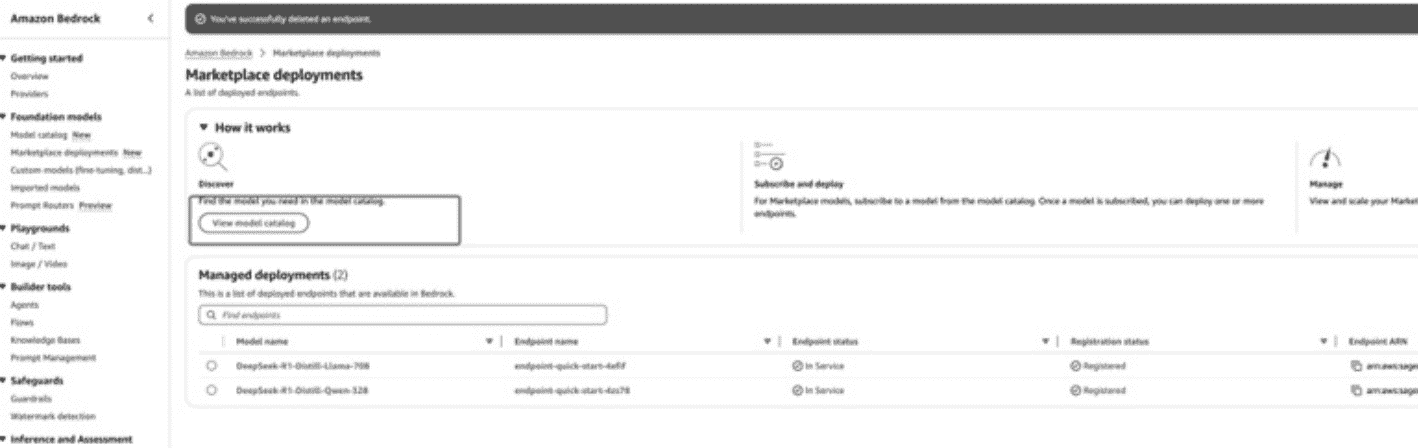 Amazon Bedrock
Getting started
Overview
Providers
Foundation models
Model catalog New
Marketplace deployments New
Custom models (fine-tuning, dist...)
Imported models
Prompt Routers Preview
Playgrounds
Chat / Text
Image / Video
Builder tools
Agents
Flows
Knowledge Bases
Prompt Management
Safeguards
Guardrails
Watermark detection
Inference and Assessment
You've successfully deleted an endpoint.
Amazon Bedrock > Marketplace deployments
Marketplace deployments
A list of deployed endpoints.
How it works
Discover
Find the model you need in the model catalog.
View model catalog
Subscribe and deploy
For Marketplace models, subscribe to a model from the model catalog. Once a model is subscribed, you can deploy one or more
endpoints.
Manage
View and scale your Market
Managed deployments (2)
This is a list of deployed endpoints that are available in Bedrock.
Find endpoints
Model name Endpoint name Endpoint status Registration status Endpoint ARN
DeepSeek-R1-Distill-Llama-70B In Service Registered arn:aws:sage
DeepSeek-R1-Distill-Qwen-32B In Service Registered arn:aws:sage